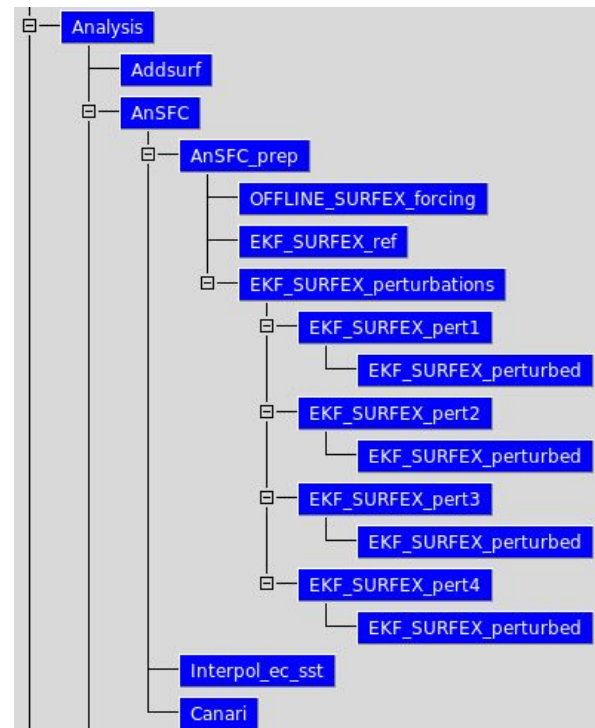 Analysis
Addsurf
AnSFC
AnSFC_prep
OFFLINE_SURFEX_forcing
EKF_SURFEX_ref
EKF_SURFEX_perturbations
EKF_SURFEX_pert1
EKF_SURFEX_perturbed
EKF_SURFEX_pert2
EKF_SURFEX_perturbed
EKF_SURFEX_pert3
EKF_SURFEX_perturbed
EKF_SURFEX_pert4
EKF_SURFEX_perturbed
Interpol_ec_sst
Canari